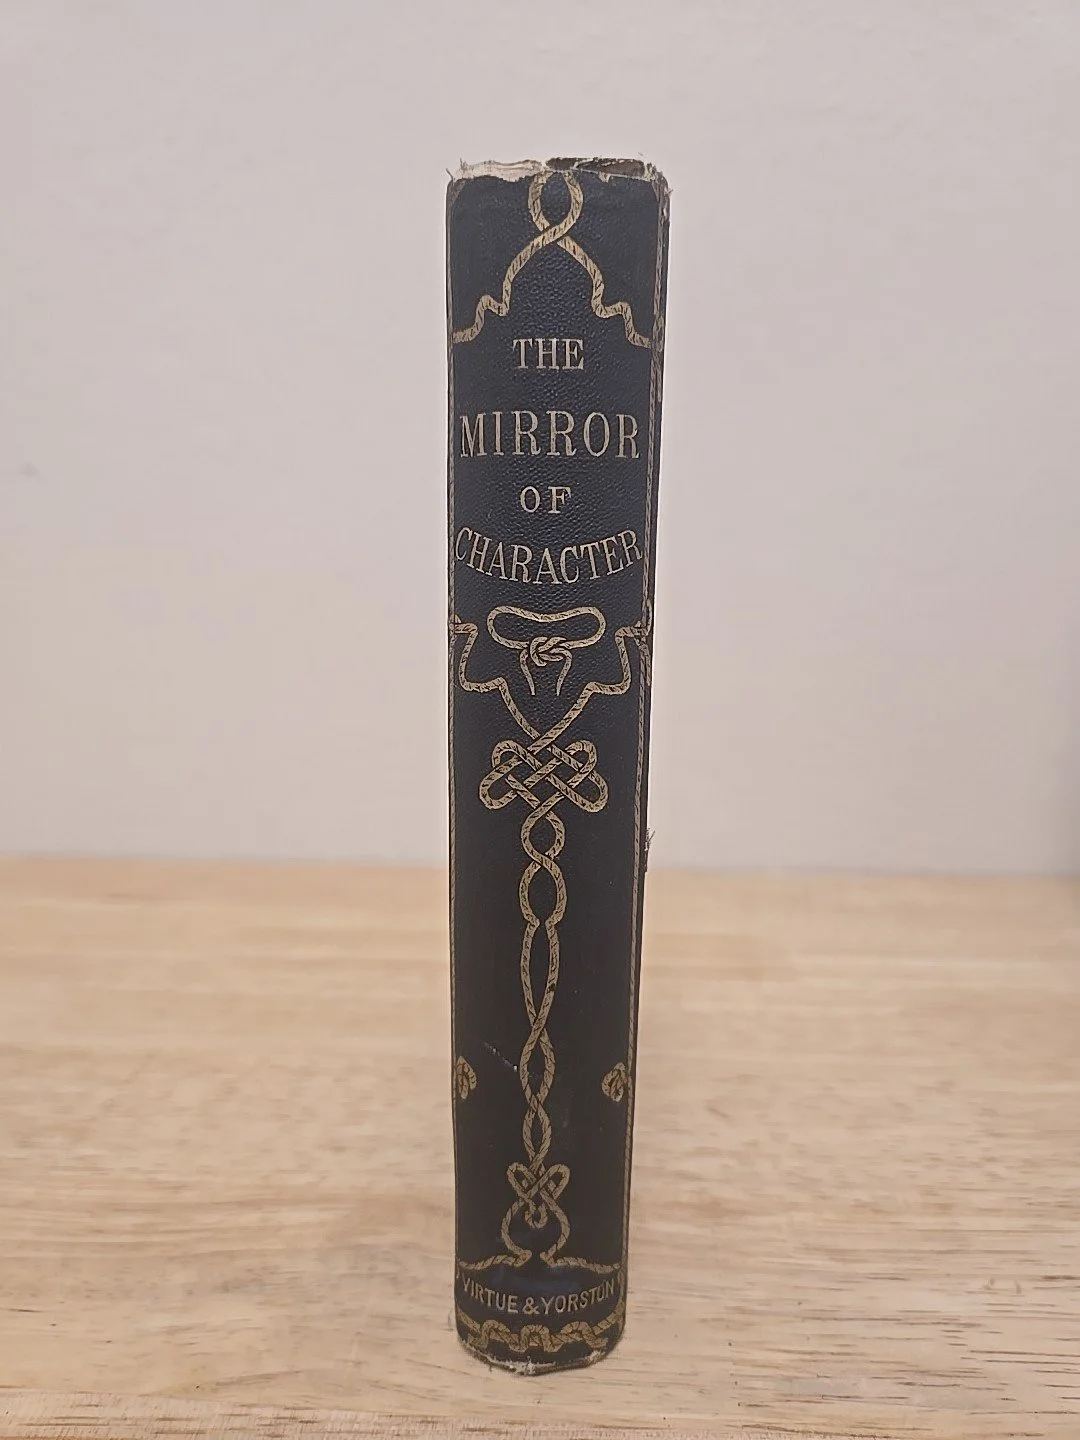 THE
MIRROR
OF
CHARACTER
VIRTUE & YORSTON